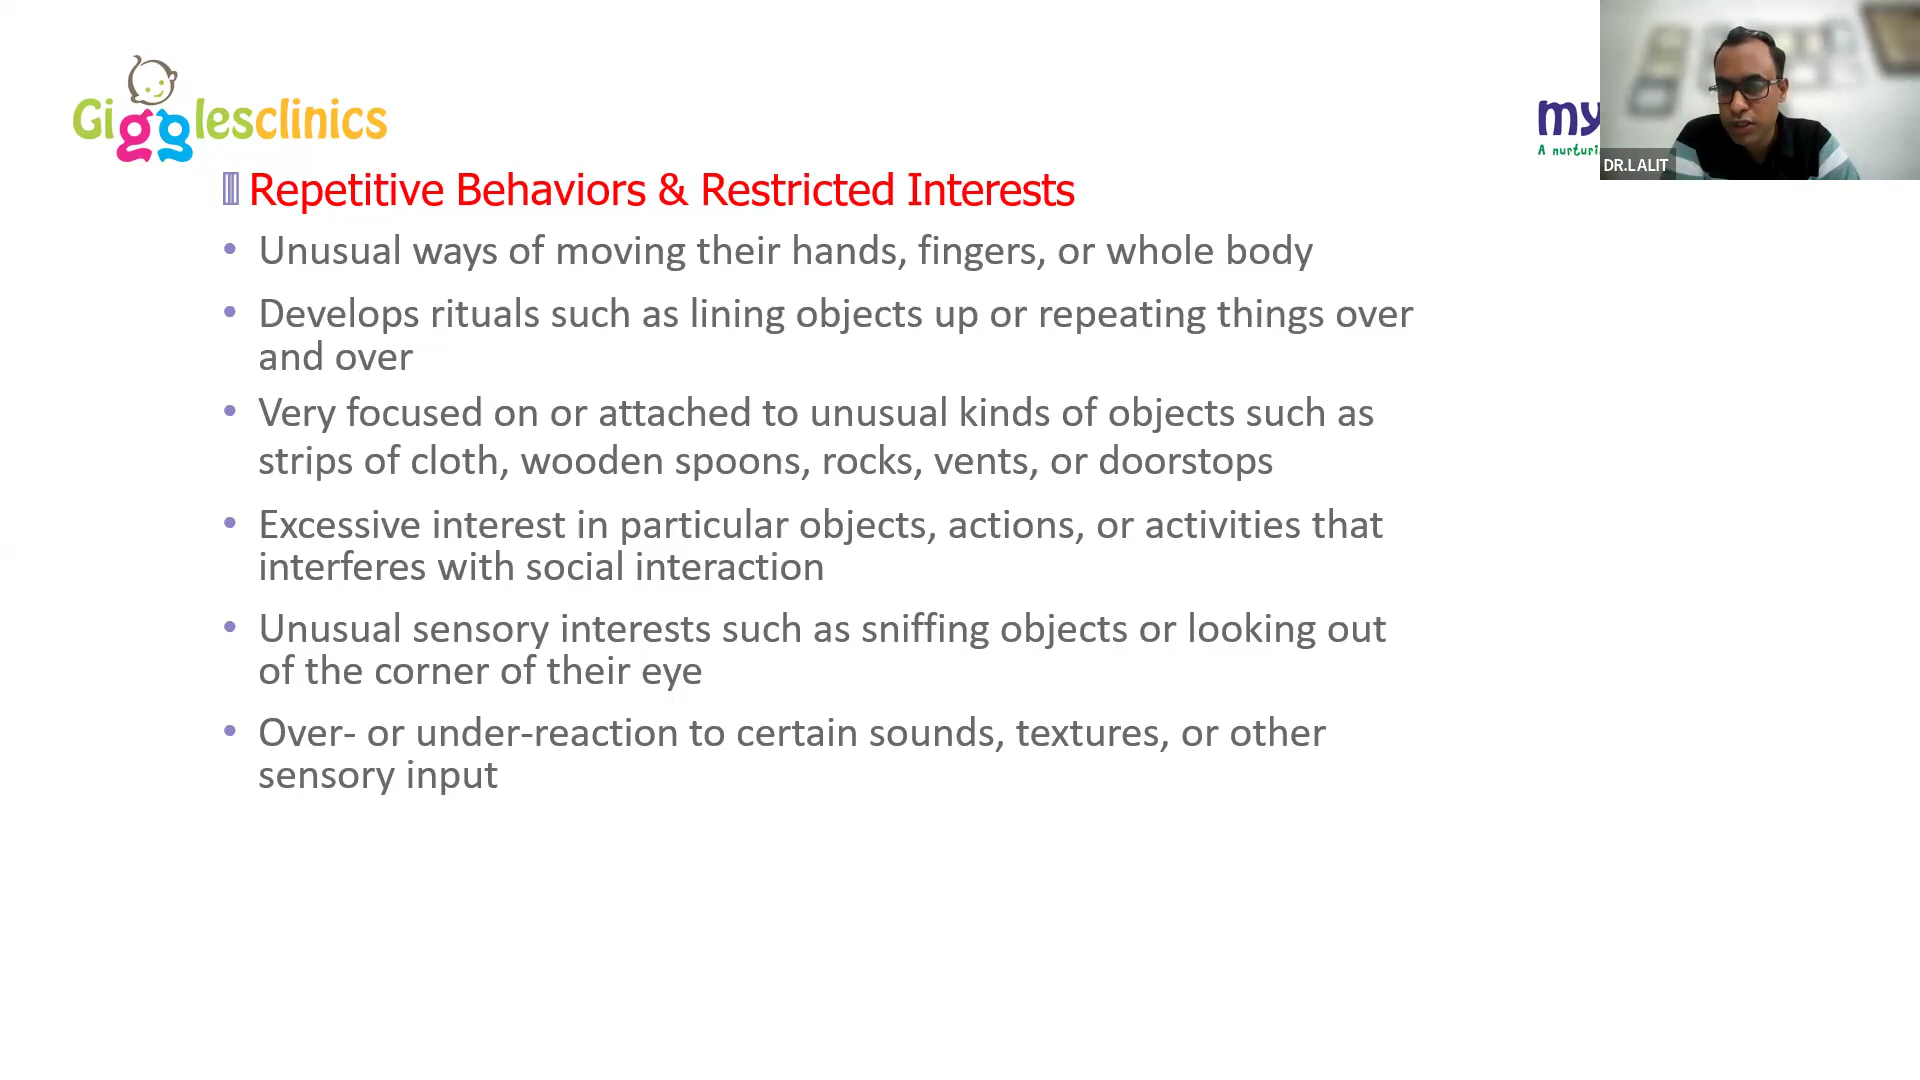 Gigglesclinics
my
A nurturi
DR.LALIT
Repetitive Behaviors & Restricted Interests
• Unusual ways of moving their hands, fingers, or whole body
• Develops rituals such as lining objects up or repeating things over
and over
• Very focused on or attached to unusual kinds of objects such as
strips of cloth, wooden spoons, rocks, vents, or doorstops
• Excessive interest in particular objects, actions, or activities that
interferes with social interaction
• Unusual sensory interests such as sniffing objects or looking out
of the corner of their eye
• Over- or under-reaction to certain sounds, textures, or other
sensory input